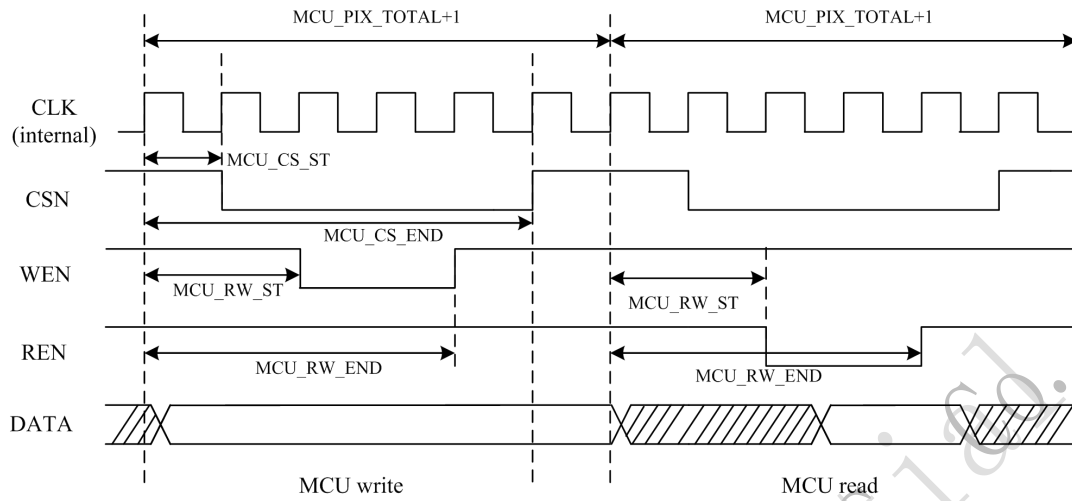 MCU_PIX_TOTAL+1 MCU_PIX_TOTAL+1
CLK
(internal)
MCU_CS_ST
CSN
MCU_CS_END
WEN
MCU_RW_ST MCU_RW_ST
REN
MCU_RW_END MCU_RW_END
DATA
MCU write MCU read
Co.